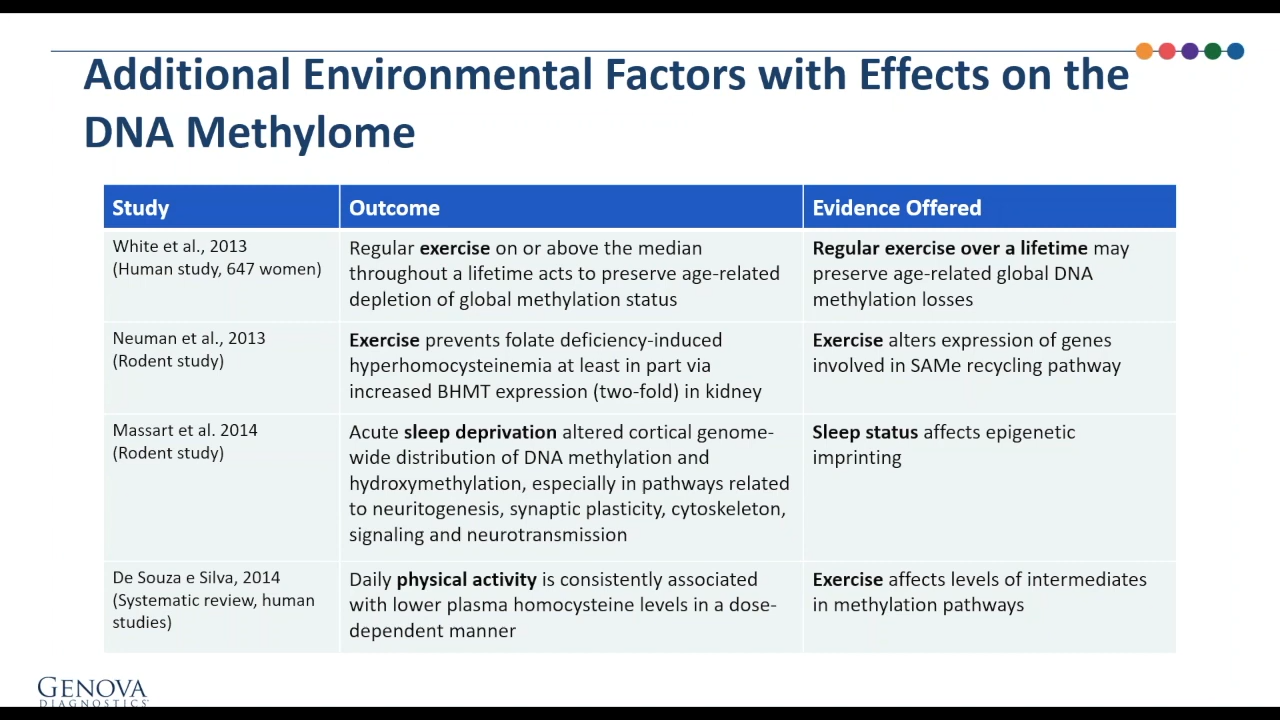 Additional Environmental Factors with Effects on the
DNA Methylome
Study
Outcome
Evidence Offered
White et al., 2013
(Human study, 647 women)
Regular exercise on or above the median
throughout a lifetime acts to preserve age-related
depletion of global methylation status
Regular exercise over a lifetime may
preserve age-related global DNA
methylation losses
Neuman et al., 2013
(Rodent study)
Exercise prevents folate deficiency-induced
hyperhomocysteinemia at least in part via
increased BHMT expression (two-fold) in kidney
Exercise alters expression of genes
involved in SAMe recycling pathway
Massart et al. 2014
(Rodent study)
Acute sleep deprivation altered cortical genome-
wide distribution of DNA methylation and
hydroxymethylation, especially in pathways related
to neuritogenesis, synaptic plasticity, cytoskeleton,
signaling and neurotransmission
Sleep status affects epigenetic
imprinting
De Souza e Silva, 2014
(Systematic review, human
studies)
Daily physical activity is consistently associated
with lower plasma homocysteine levels in a dose-
dependent manner
Exercise affects levels of intermediates
in methylation pathways
GENOVA
DIAGNOSTICS